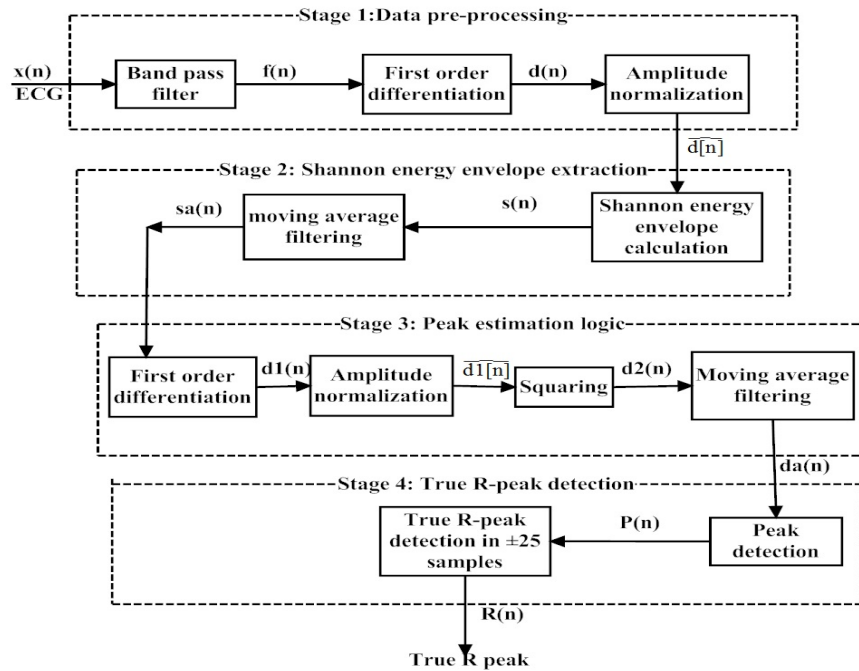 Stage 1:Data pre-processing
x(n)
ECG
Band pass
filter
f(n)
First order
differentiation
d(n)
Amplitude
normalization
d[n]
Stage 2: Shannon energy envelope extraction
sa(n)
moving average
filtering
s(n)
Shannon energy
envelope
calculation
Stage 3: Peak estimation logic
First order
differentiation
d1(n)
Amplitude
normalization
d1[n]
Squaring
d2(n)
Moving average
filtering
da(n)
Stage 4: True R-peak detection
True R-peak
detection in ±25
samples
P(n)
Peak
detection
R(n)
True R peak